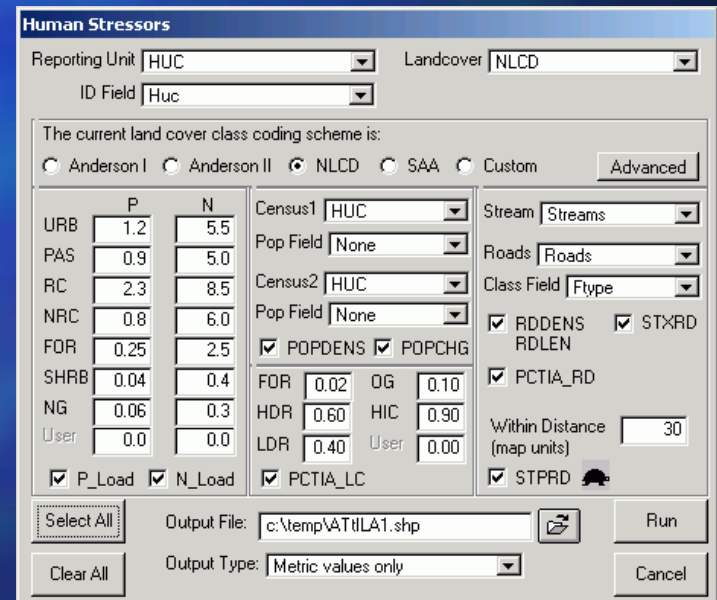 Human Stressors
Reporting Unit HUC Landcover NLCD
ID Field Huc
The current land cover class coding scheme is:
Anderson I Anderson II NLCD SAA Custom Advanced
P N
URB 1.2 5.5
PAS 0.9 5.0
RC 2.3 8.5
NRC 0.8 6.0
FOR 0.25 2.5
SHRB 0.04 0.4
NG 0.06 0.3
User 0.0 0.0
P_Load N_Load
Census1 HUC
Pop Field None
Census2 HUC
Pop Field None
POPDENS POPCHG
FOR 0.02 OG 0.10
HDR 0.60 HIC 0.90
LDR 0.40 User 0.00
PCTIA_LC
Stream Streams
Roads Roads
Class Field Ftype
RDDENS STXRD
RDLEN
PCTIA_RD
Within Distance 30
(map units)
STPRD
Select All Output File: c:\temp\ATtILA1.shp Run
Clear All Output Type: Metric values only Cancel